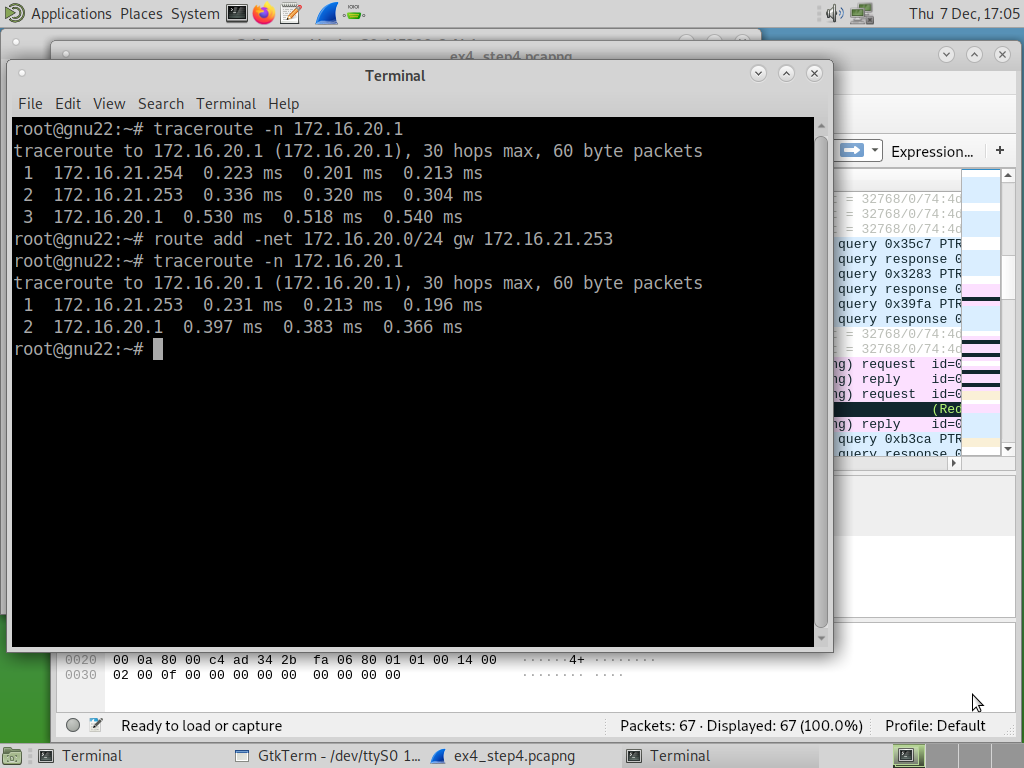 Applications Places System Thu 7 Dec, 17:05
ex4_step4.pcapng
Terminal
File Edit View Search Terminal Help
root@gnu22:~# traceroute -n 172.16.20.1
traceroute to 172.16.20.1 (172.16.20.1), 30 hops max, 60 byte packets
1 172.16.21.254 0.223 ms 0.201 ms 0.213 ms
2 172.16.21.253 0.336 ms 0.320 ms 0.304 ms
3 172.16.20.1 0.530 ms 0.518 ms 0.540 ms
root@gnu22:~# route add -net 172.16.20.0/24 gw 172.16.21.253
root@gnu22:~# traceroute -n 172.16.20.1
traceroute to 172.16.20.1 (172.16.20.1), 30 hops max, 60 byte packets
1 172.16.21.253 0.231 ms 0.213 ms 0.196 ms
2 172.16.20.1 0.397 ms 0.383 ms 0.366 ms
root@gnu22:~#
Expression... +
= 32768/0/74:4d
= 32768/0/74:4d
= 32768/0/74:4d
query 0x35c7 PTR
query response 0
query 0x3283 PTR
query response 0
query 0x39fa PTR
query response 0
= 32768/0/74:4d
= 32768/0/74:4d
ng) request id=0
ng) reply id=0
ng) request id=0
(Red
ng) reply id=0
query 0xb3ca PTR
query response 0
0020 00 0a 80 00 c4 ad 34 2b fa 06 80 01 01 00 14 00 ······4+ ········
0030 02 00 0f 00 00 00 00 00 00 00 00 00 ········ ····
Ready to load or capture Packets: 67 · Displayed: 67 (100.0%) Profile: Default
Terminal GtkTerm - /dev/ttyS0 1... ex4_step4.pcapng Terminal